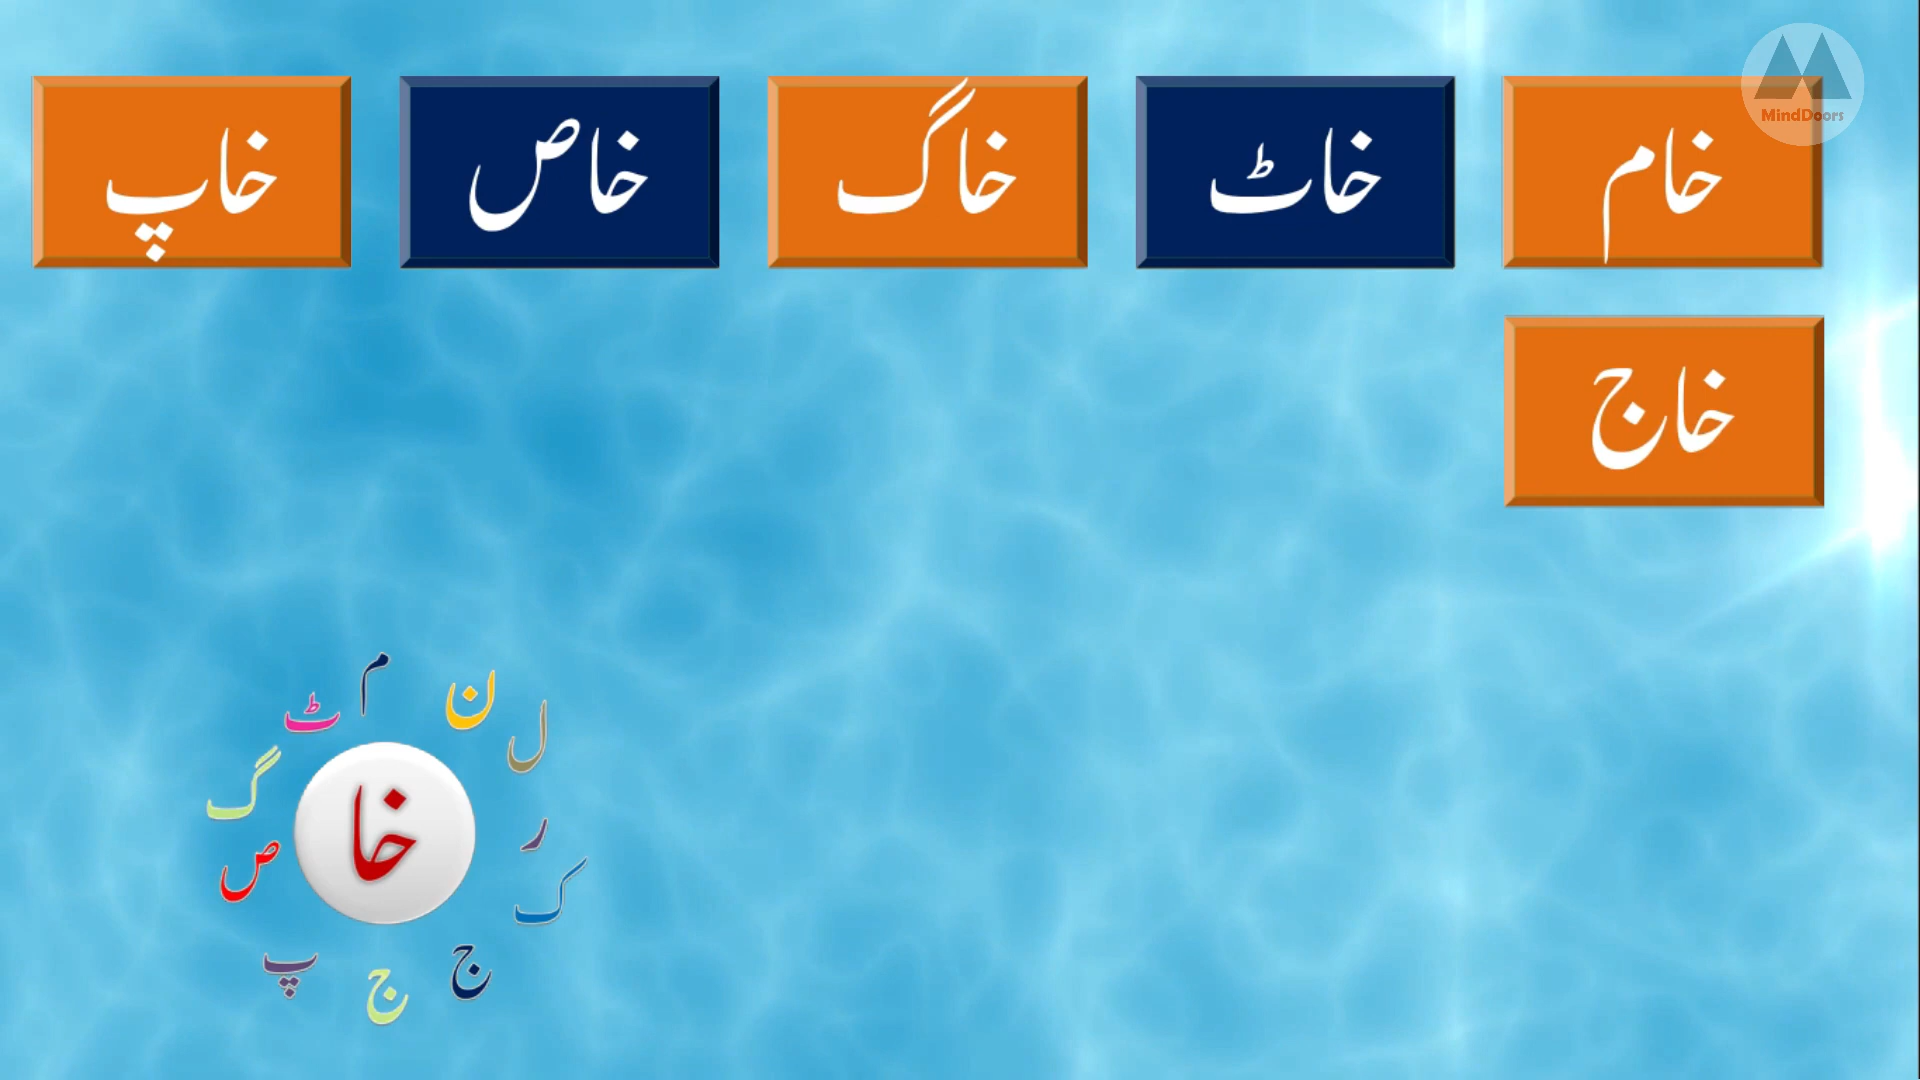 MindDoors
خام خاٹ خاگ خاص خاپ
خاج
م ن
ٹ ل
گ
خا ر
ص ک
پ ج ج